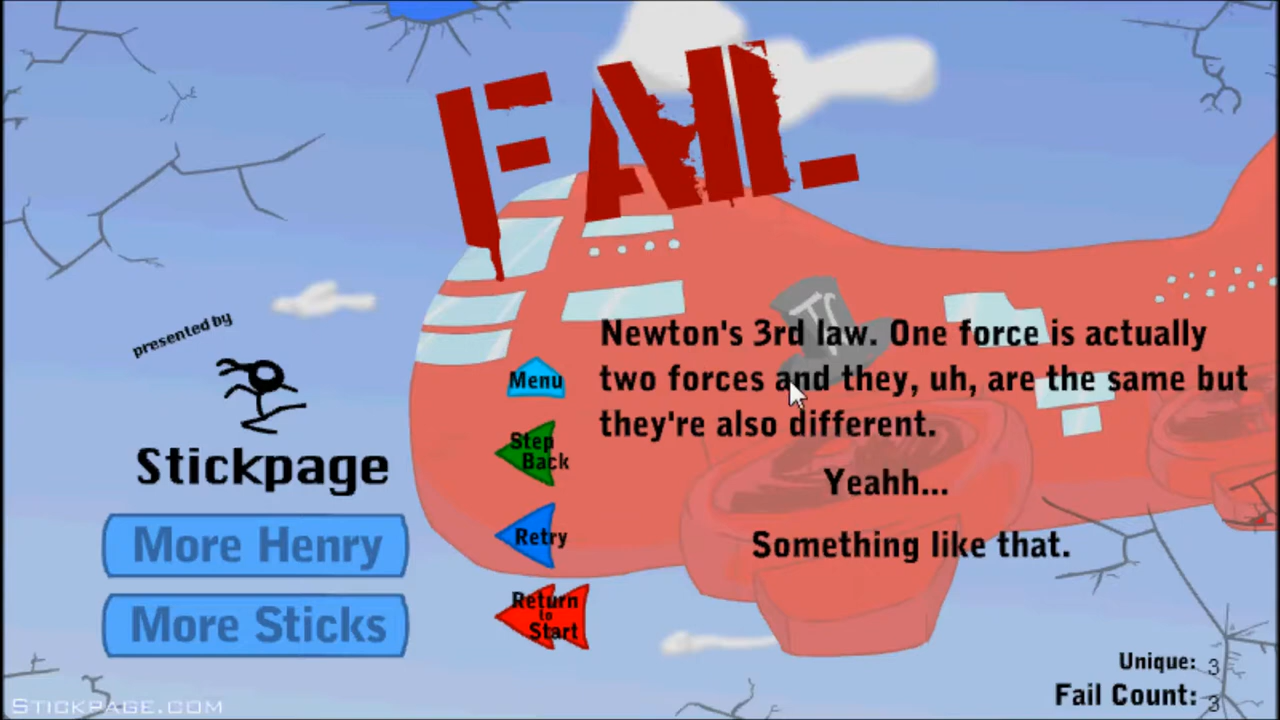 FAIL
presented by
Stickpage
More Henry
More Sticks
STICKPAGE.COM
Menu
Step
Back
Retry
Return
to
Start
TS
Newton's 3rd law. One force is actually
two forces and they, uh, are the same but
they're also different.
Yeahh...
Something like that.
Unique: 3
Fail Count: 3